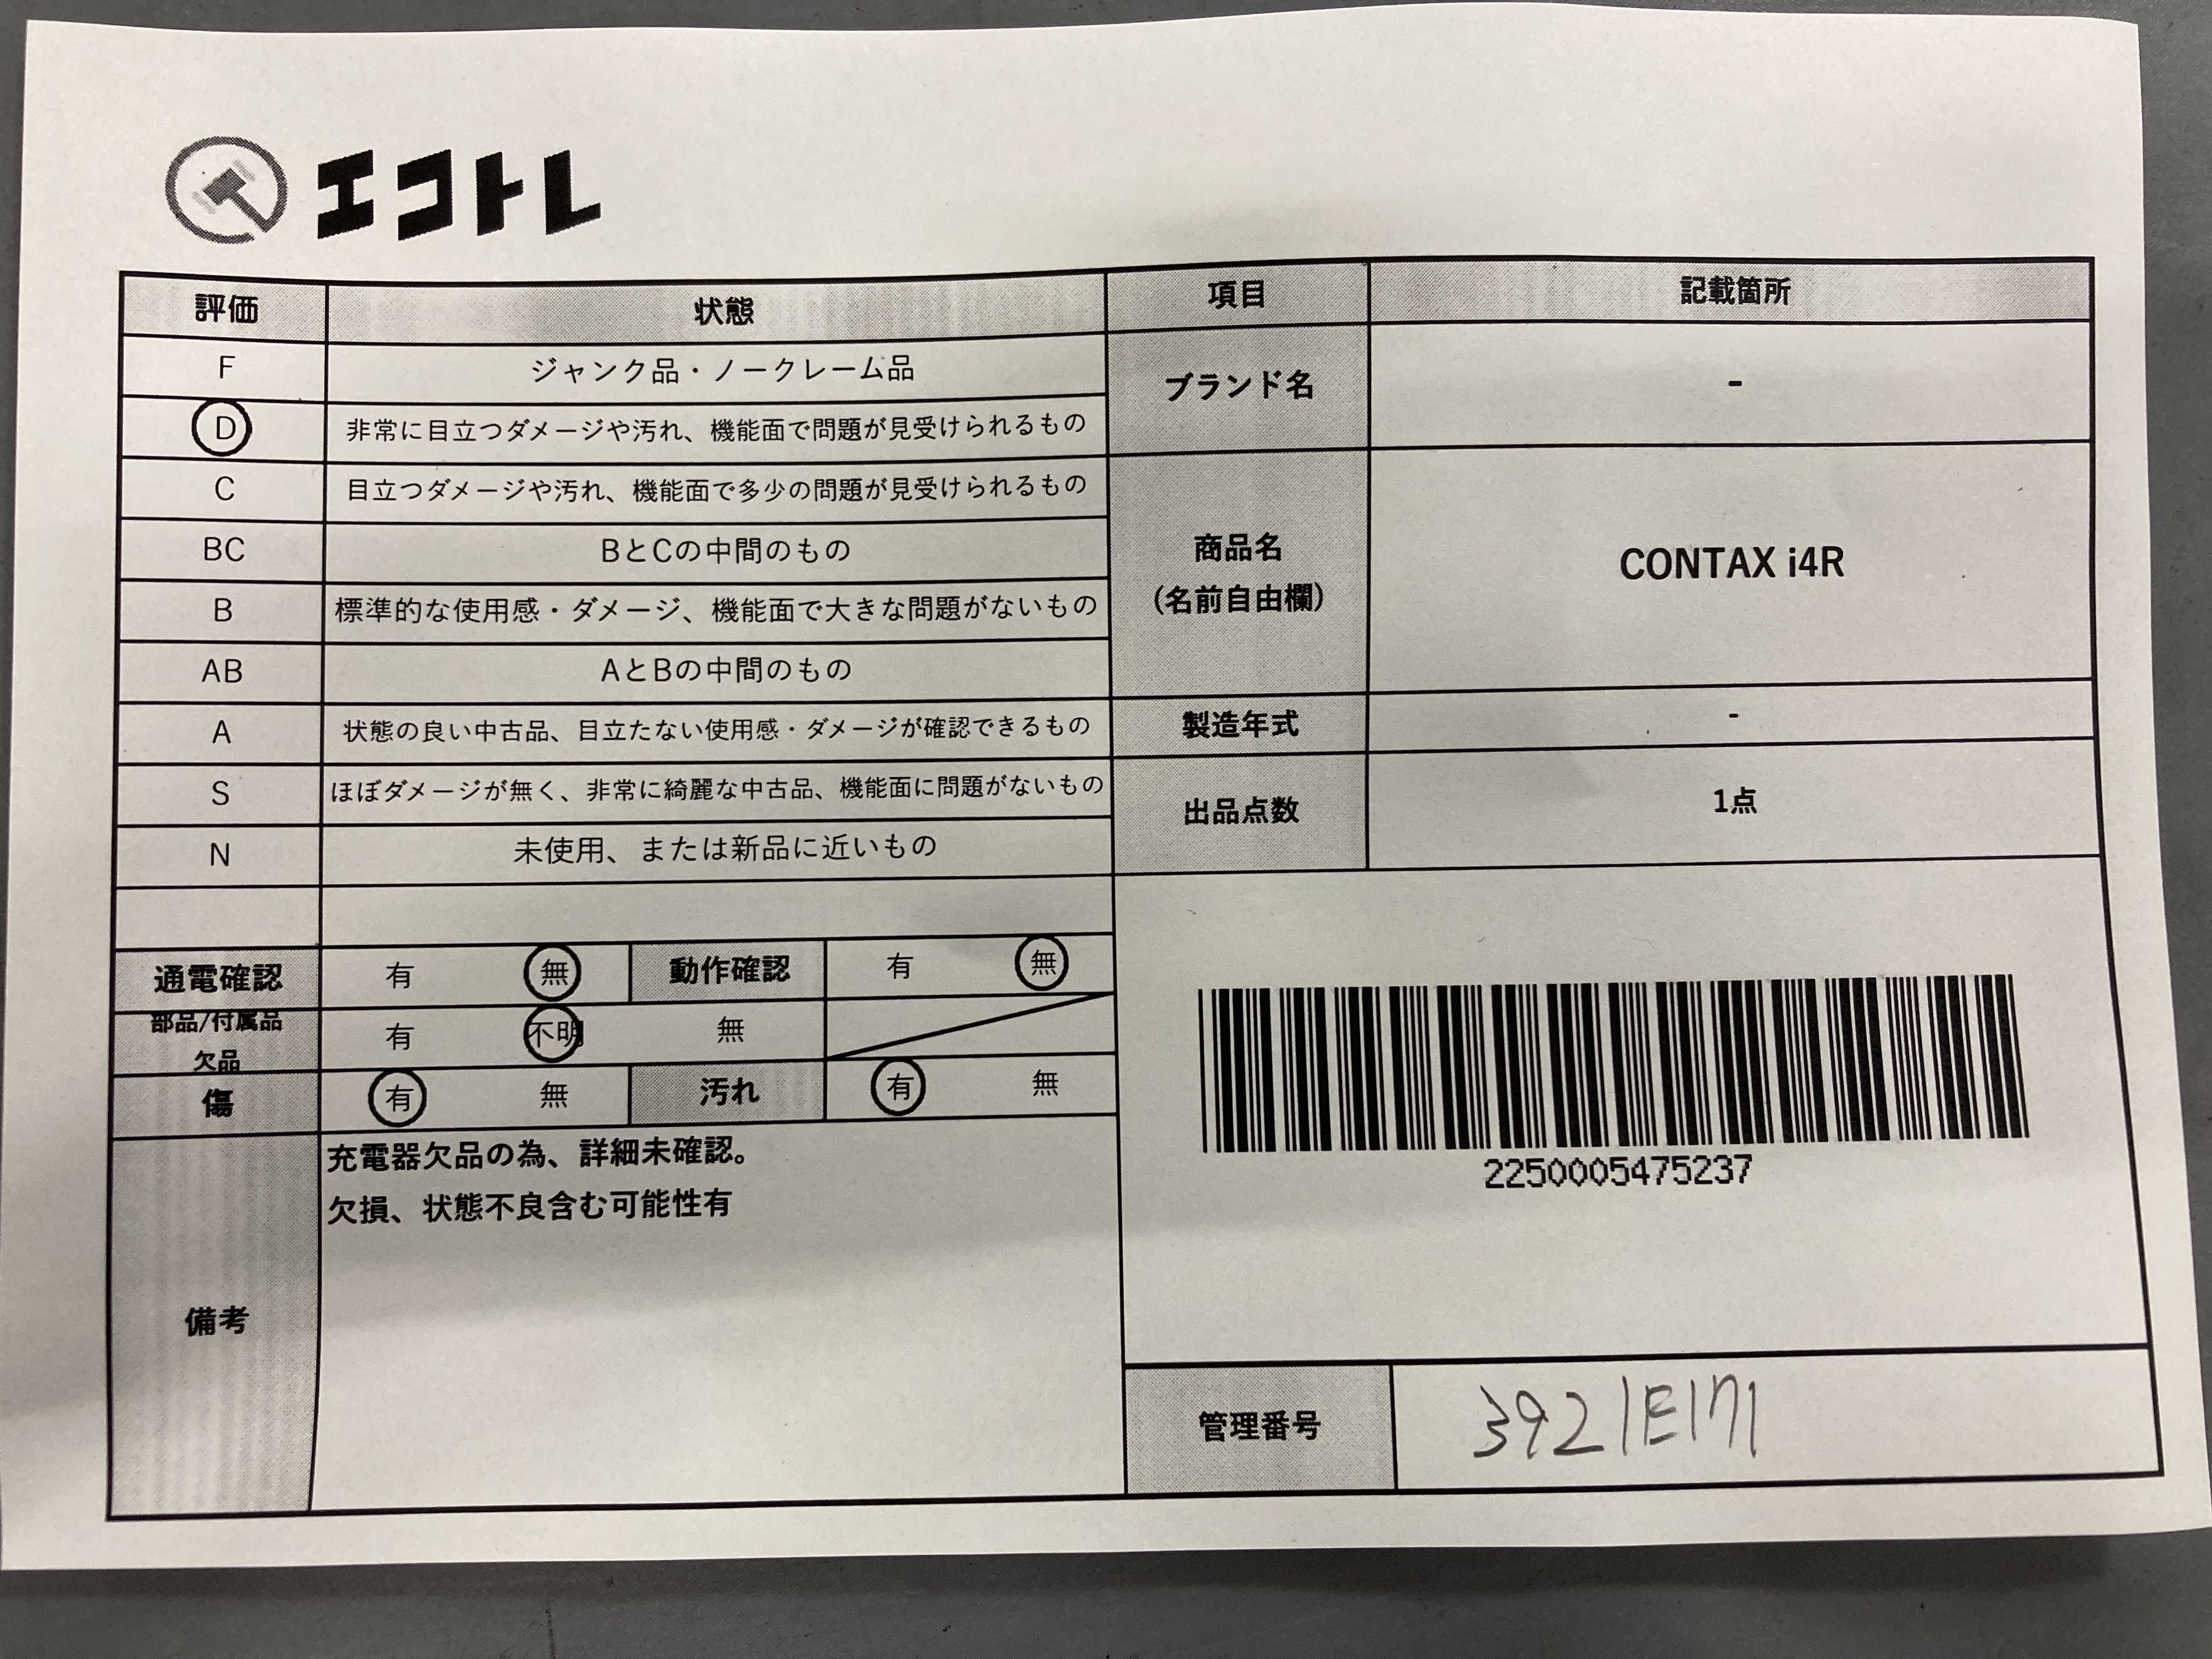 エコトレ
評価 状態
F ジャンク品・ノークレーム品
D 非常に目立つダメージや汚れ、機能面で問題が見受けられるもの
C 目立つダメージや汚れ、機能面で多少の問題が見受けられるもの
BC BとCの中間のもの
B 標準的な使用感・ダメージ、機能面で大きな問題がないもの
AB AとBの中間のもの
A 状態の良い中古品、目立たない使用感・ダメージが確認できるもの
S ほぼダメージが無く、非常に綺麗な中古品、機能面に問題がないもの
N 未使用、または新品に近いもの
通電確認 有 無 動作確認 有 無
部品/付属品
欠品 有 不明 無
傷 有 無 汚れ 有 無
備考
充電器欠品の為、詳細未確認。
欠損、状態不良含む可能性有
項目 記載箇所
ブランド名 -
商品名
(名前自由欄)
CONTAX i4R
製造年式 -
出品点数 1点
2250005475237
管理番号 3921E171